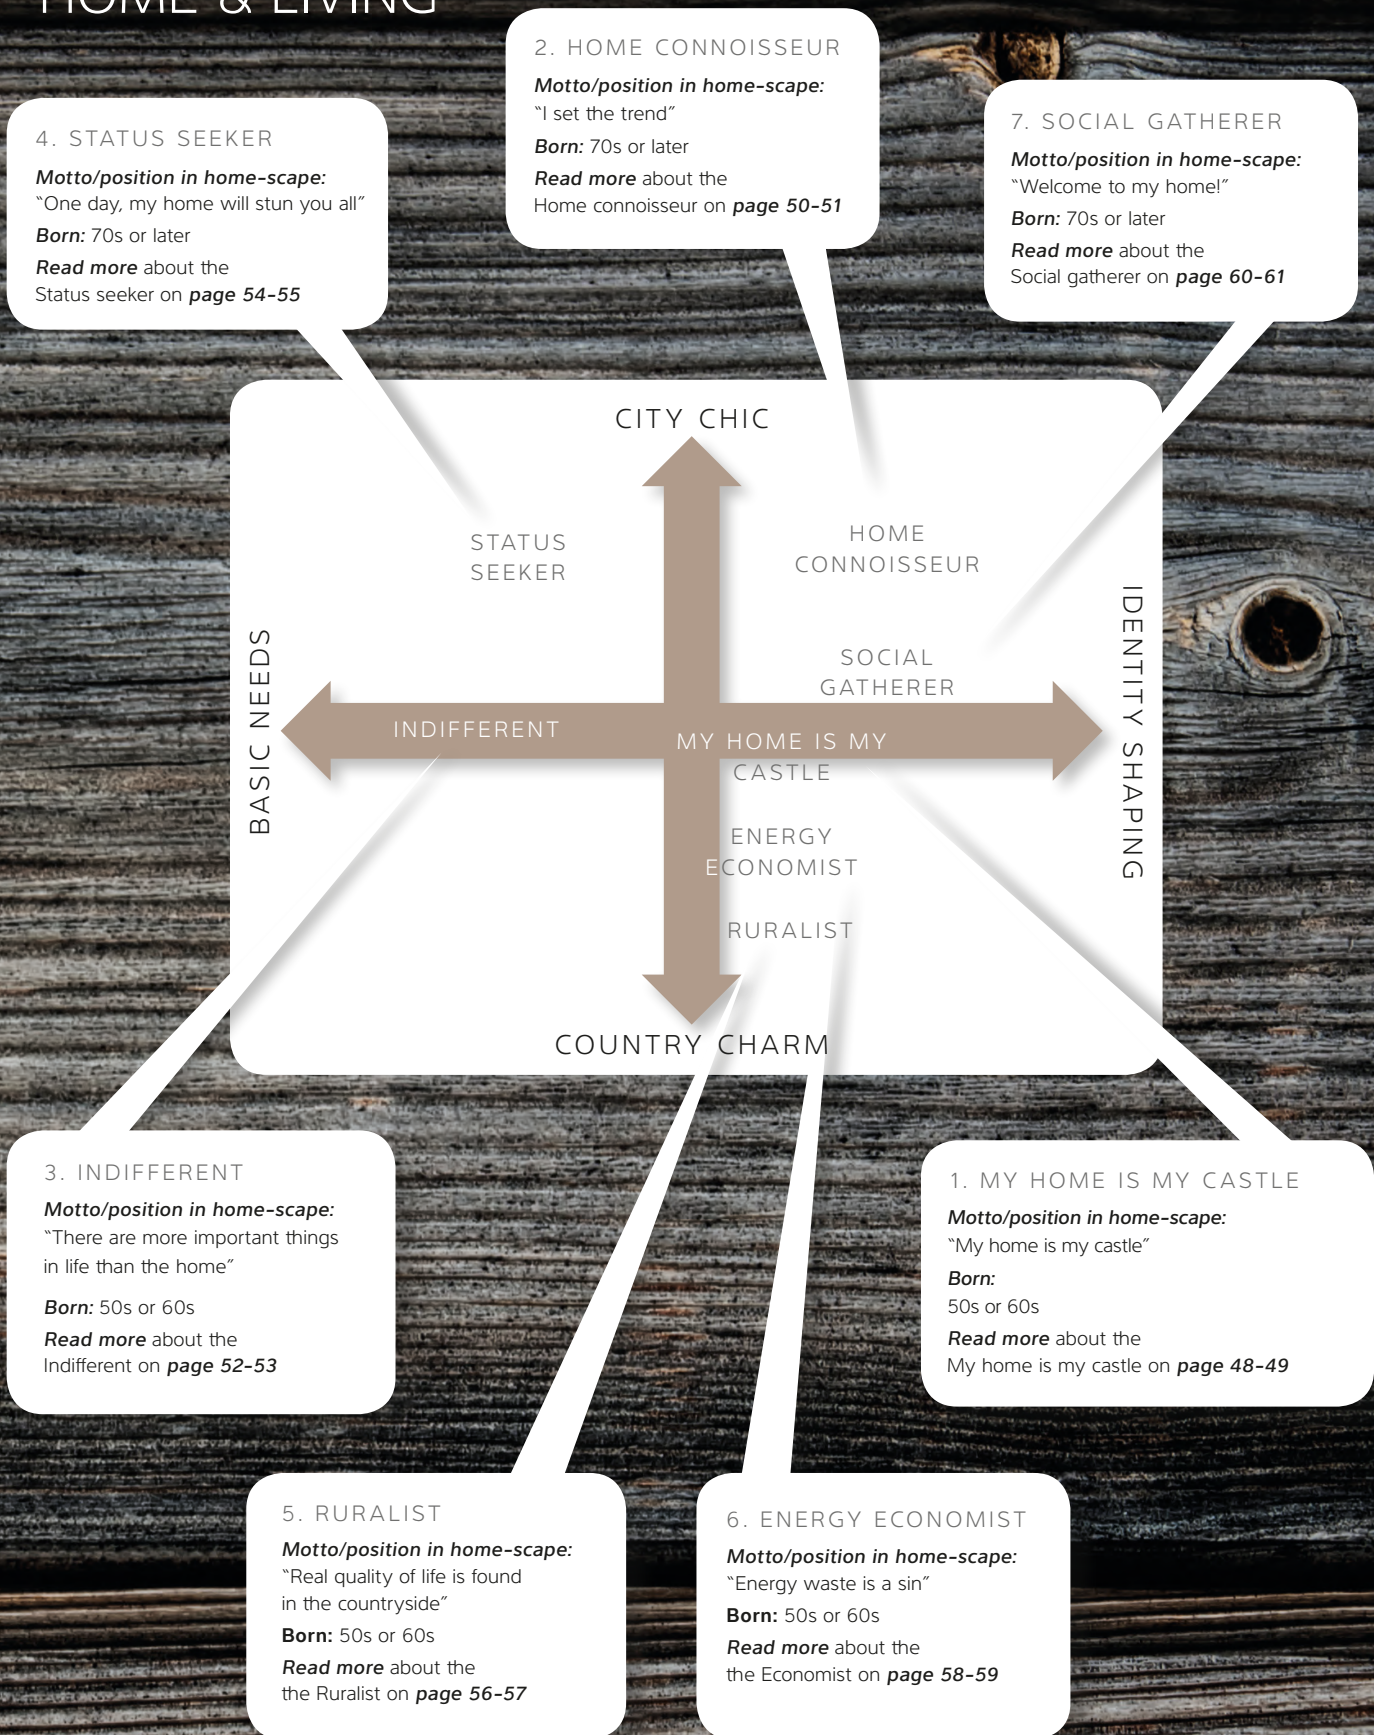 HOME & LIVING
2. HOME CONNOISSEUR
Motto/position in home-scape:
“I set the trend”
Born: 70s or later
Read more about the
Home connoisseur on page 50-51
4. STATUS SEEKER
Motto/position in home-scape:
“One day, my home will stun you all”
Born: 70s or later
Read more about the
Status seeker on page 54-55
7. SOCIAL GATHERER
Motto/position in home-scape:
“Welcome to my home!”
Born: 70s or later
Read more about the
Social gatherer on page 60-61
CITY CHIC
STATUS
SEEKER
HOME
CONNOISSEUR
BASIC NEEDS
IDENTITY SHAPING
SOCIAL
GATHERER
INDIFFERENT
MY HOME IS MY
CASTLE
ENERGY
ECONOMIST
RURALIST
COUNTRY CHARM
3. INDIFFERENT
Motto/position in home-scape:
“There are more important things
in life than the home”
Born: 50s or 60s
Read more about the
Indifferent on page 52-53
1. MY HOME IS MY CASTLE
Motto/position in home-scape:
“My home is my castle”
Born:
50s or 60s
Read more about the
My home is my castle on page 48-49
5. RURALIST
Motto/position in home-scape:
“Real quality of life is found
in the countryside”
Born: 50s or 60s
Read more about the
the Ruralist on page 56-57
6. ENERGY ECONOMIST
Motto/position in home-scape:
“Energy waste is a sin”
Born: 50s or 60s
Read more about the
the Economist on page 58-59